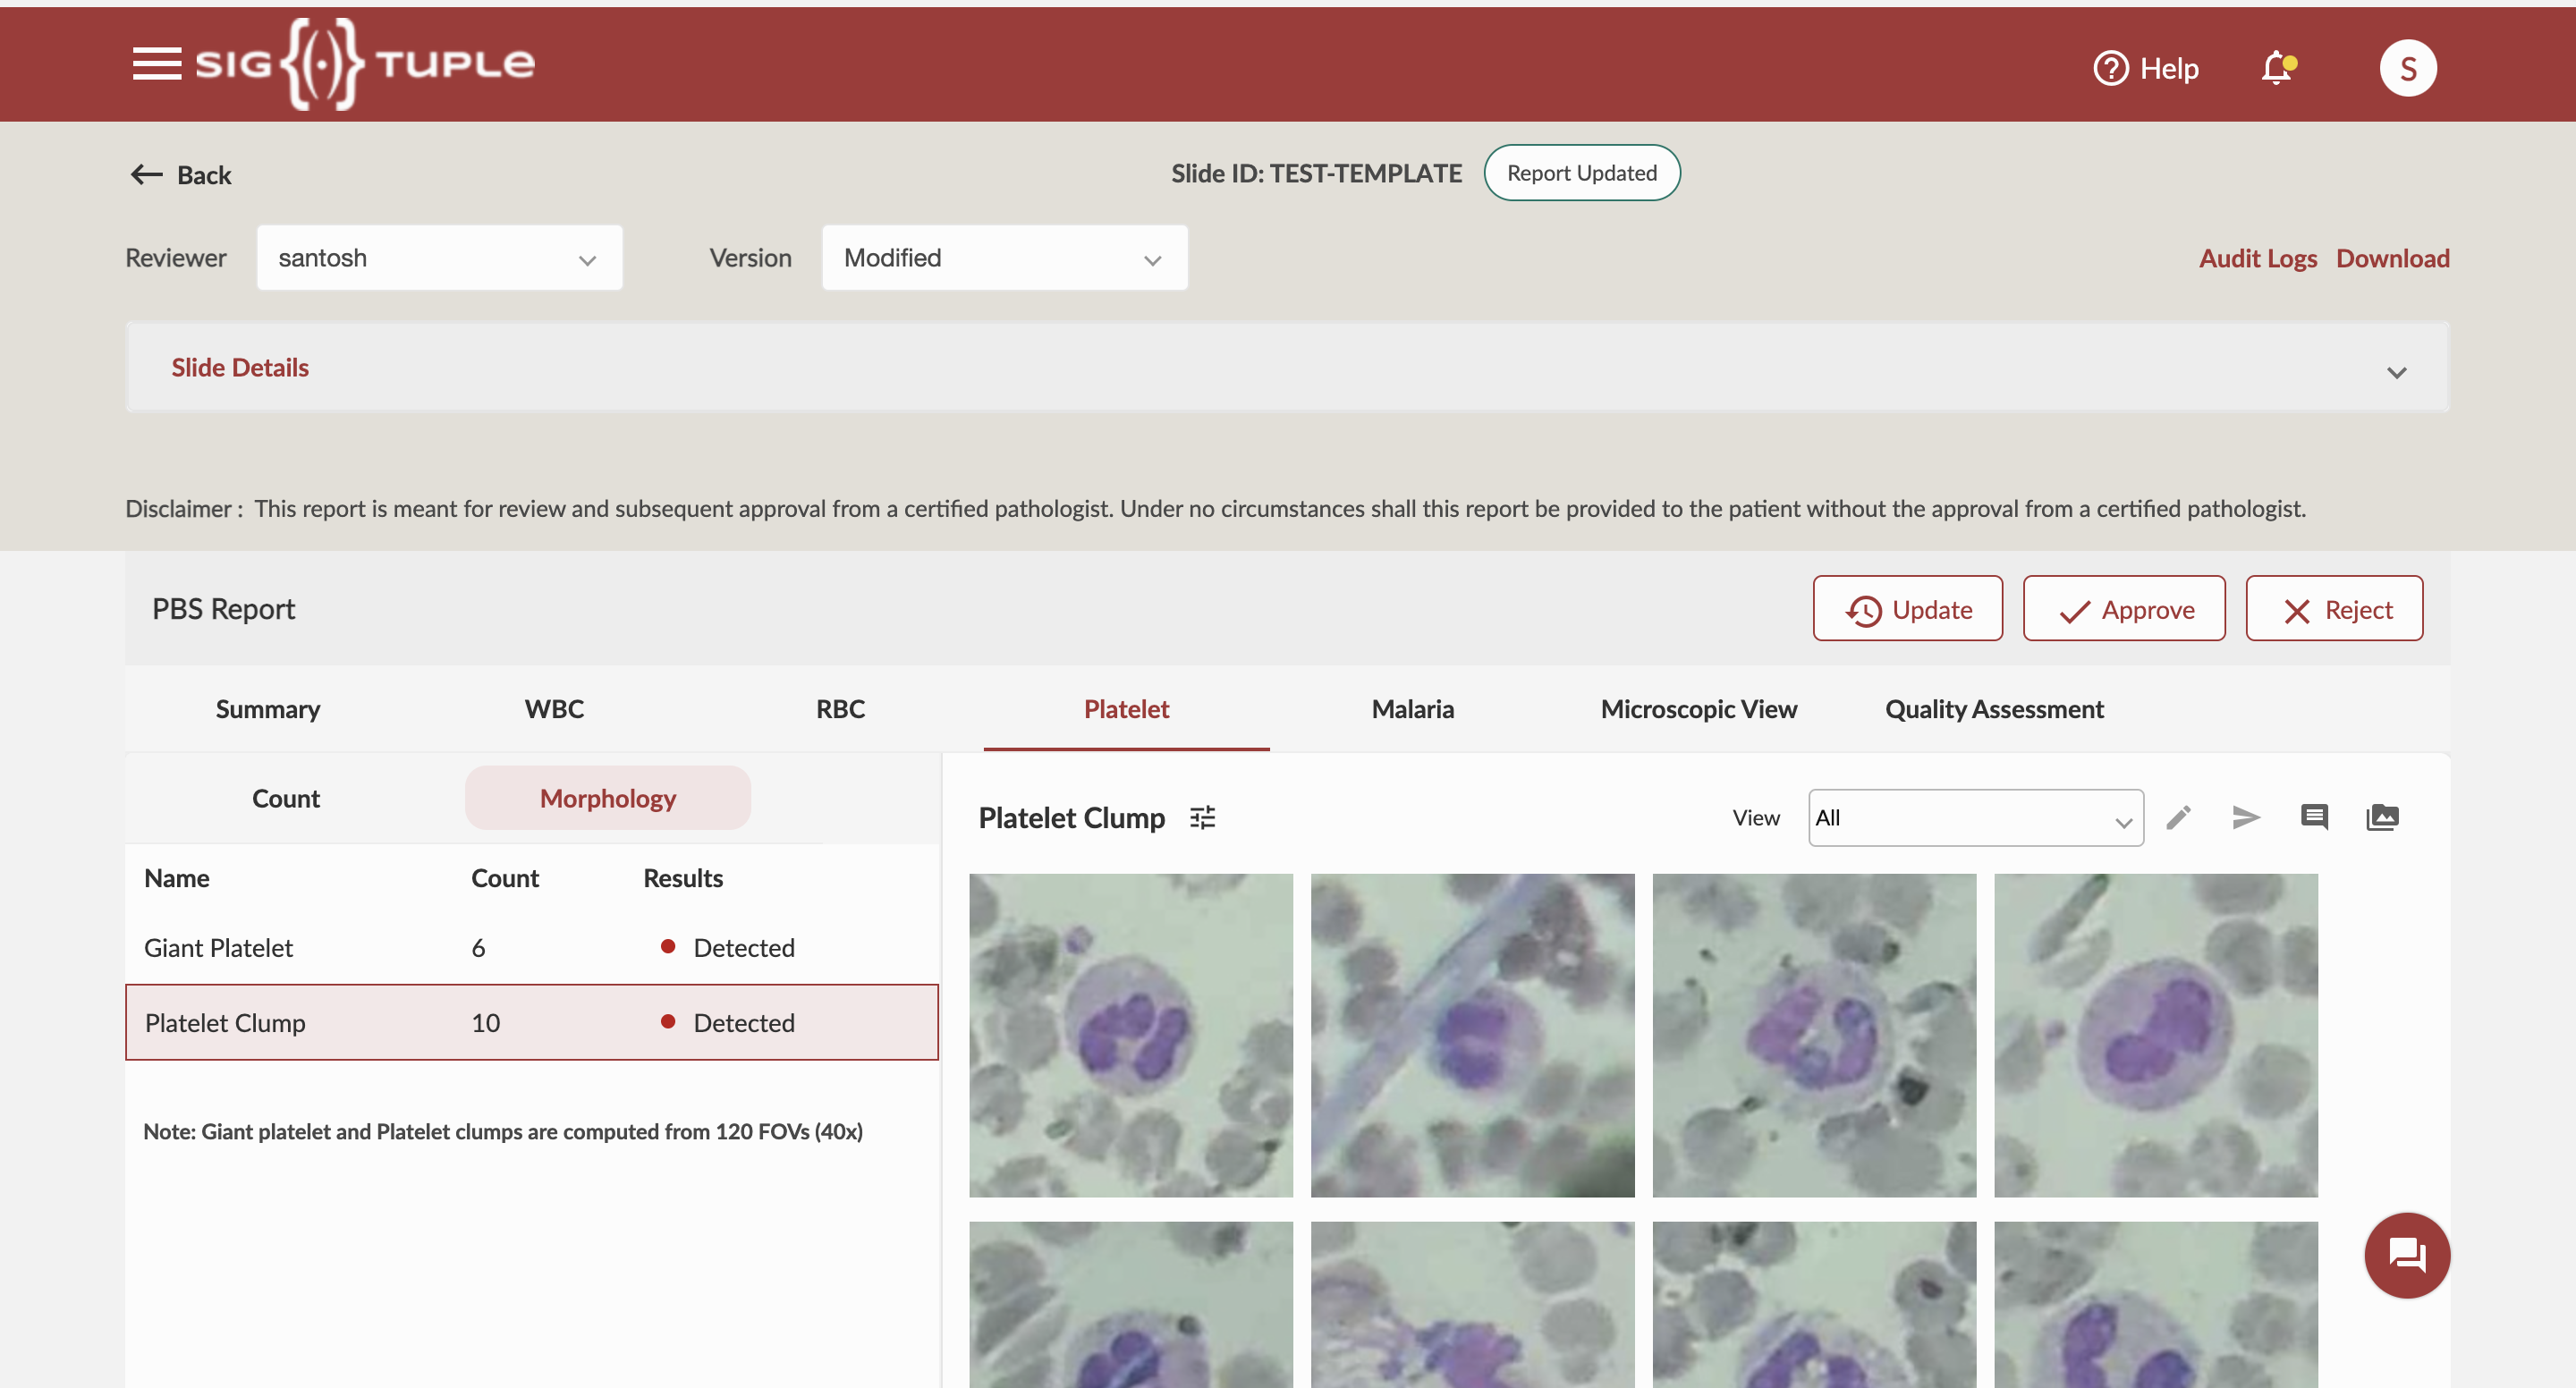 SIG {(·)} TUPLE
Help
S
Back
Slide ID: TEST-TEMPLATE
Report Updated
Reviewer
santosh
Version
Modified
Audit Logs
Download
Slide Details
Disclaimer : This report is meant for review and subsequent approval from a certified pathologist. Under no circumstances shall this report be provided to the patient without the approval from a certified pathologist.
PBS Report
Update
Approve
Reject
Summary
WBC
RBC
Platelet
Malaria
Microscopic View
Quality Assessment
Count
Morphology
Name Count Results
Giant Platelet 6 Detected
Platelet Clump 10 Detected
Note: Giant platelet and Platelet clumps are computed from 120 FOVs (40x)
Platelet Clump
View
All